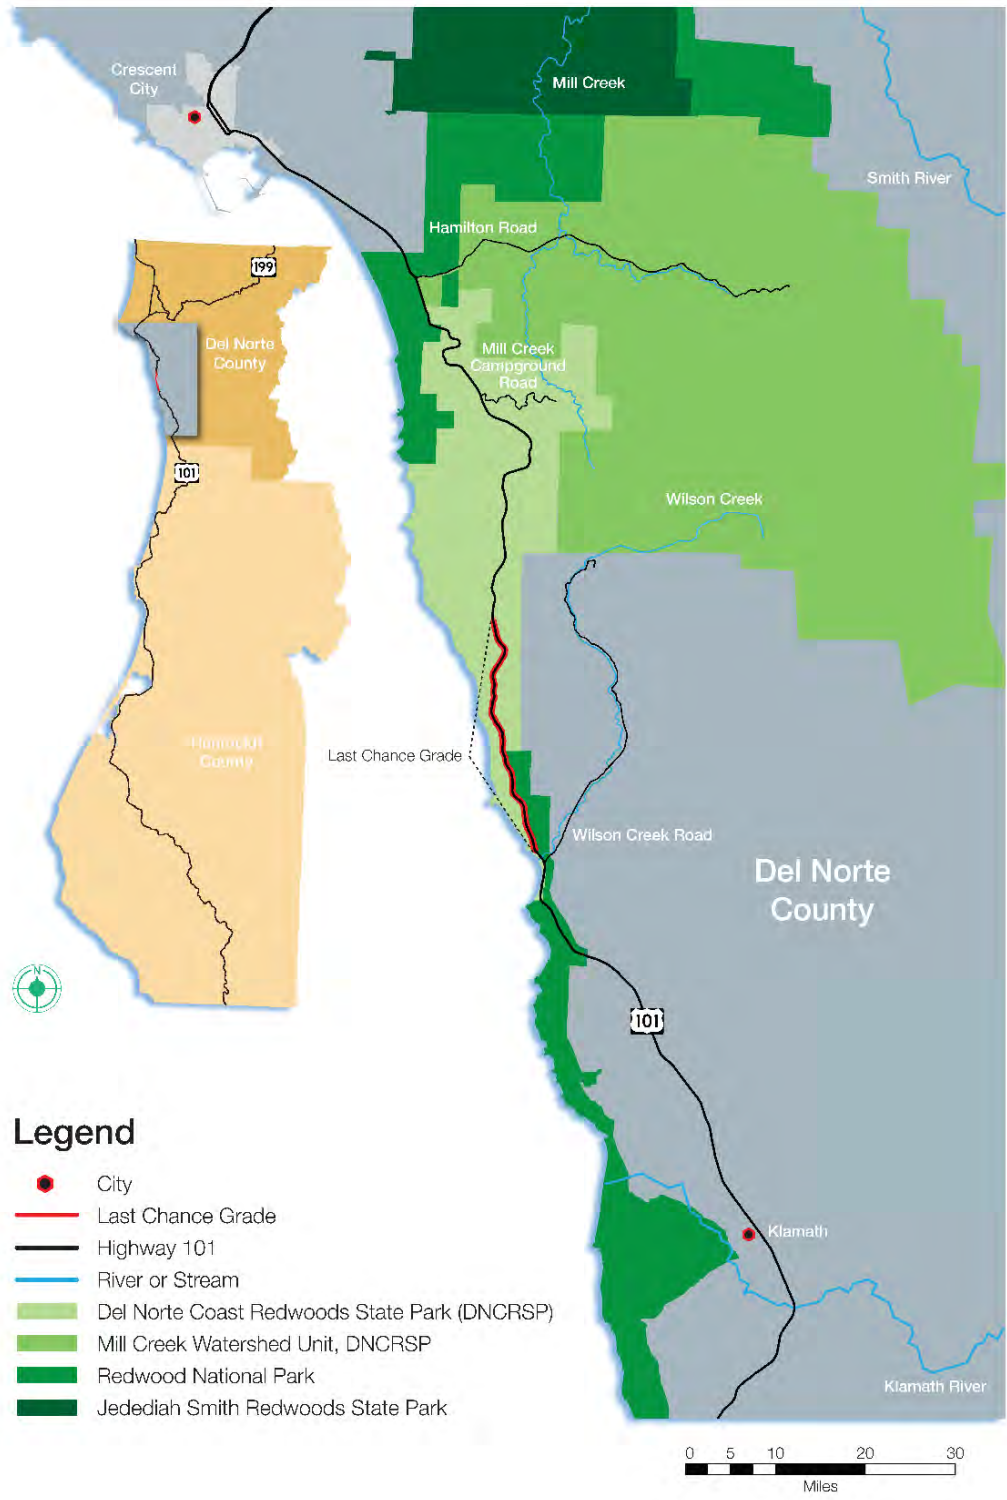 Crescent
City
Mill Creek
Smith River
Hamilton Road
199
Del Norte
County
Mill Creek
Campground
Road
101
Wilson Creek
Humboldt
County
Last Chance Grade
Wilson Creek Road
Del Norte
County
N
101
Legend
City
Last Chance Grade
Highway 101
River or Stream
Del Norte Coast Redwoods State Park (DNCRSP)
Mill Creek Watershed Unit, DNCRSP
Redwood National Park
Jedediah Smith Redwoods State Park
Klamath
Klamath River
0 5 10 20 30
Miles